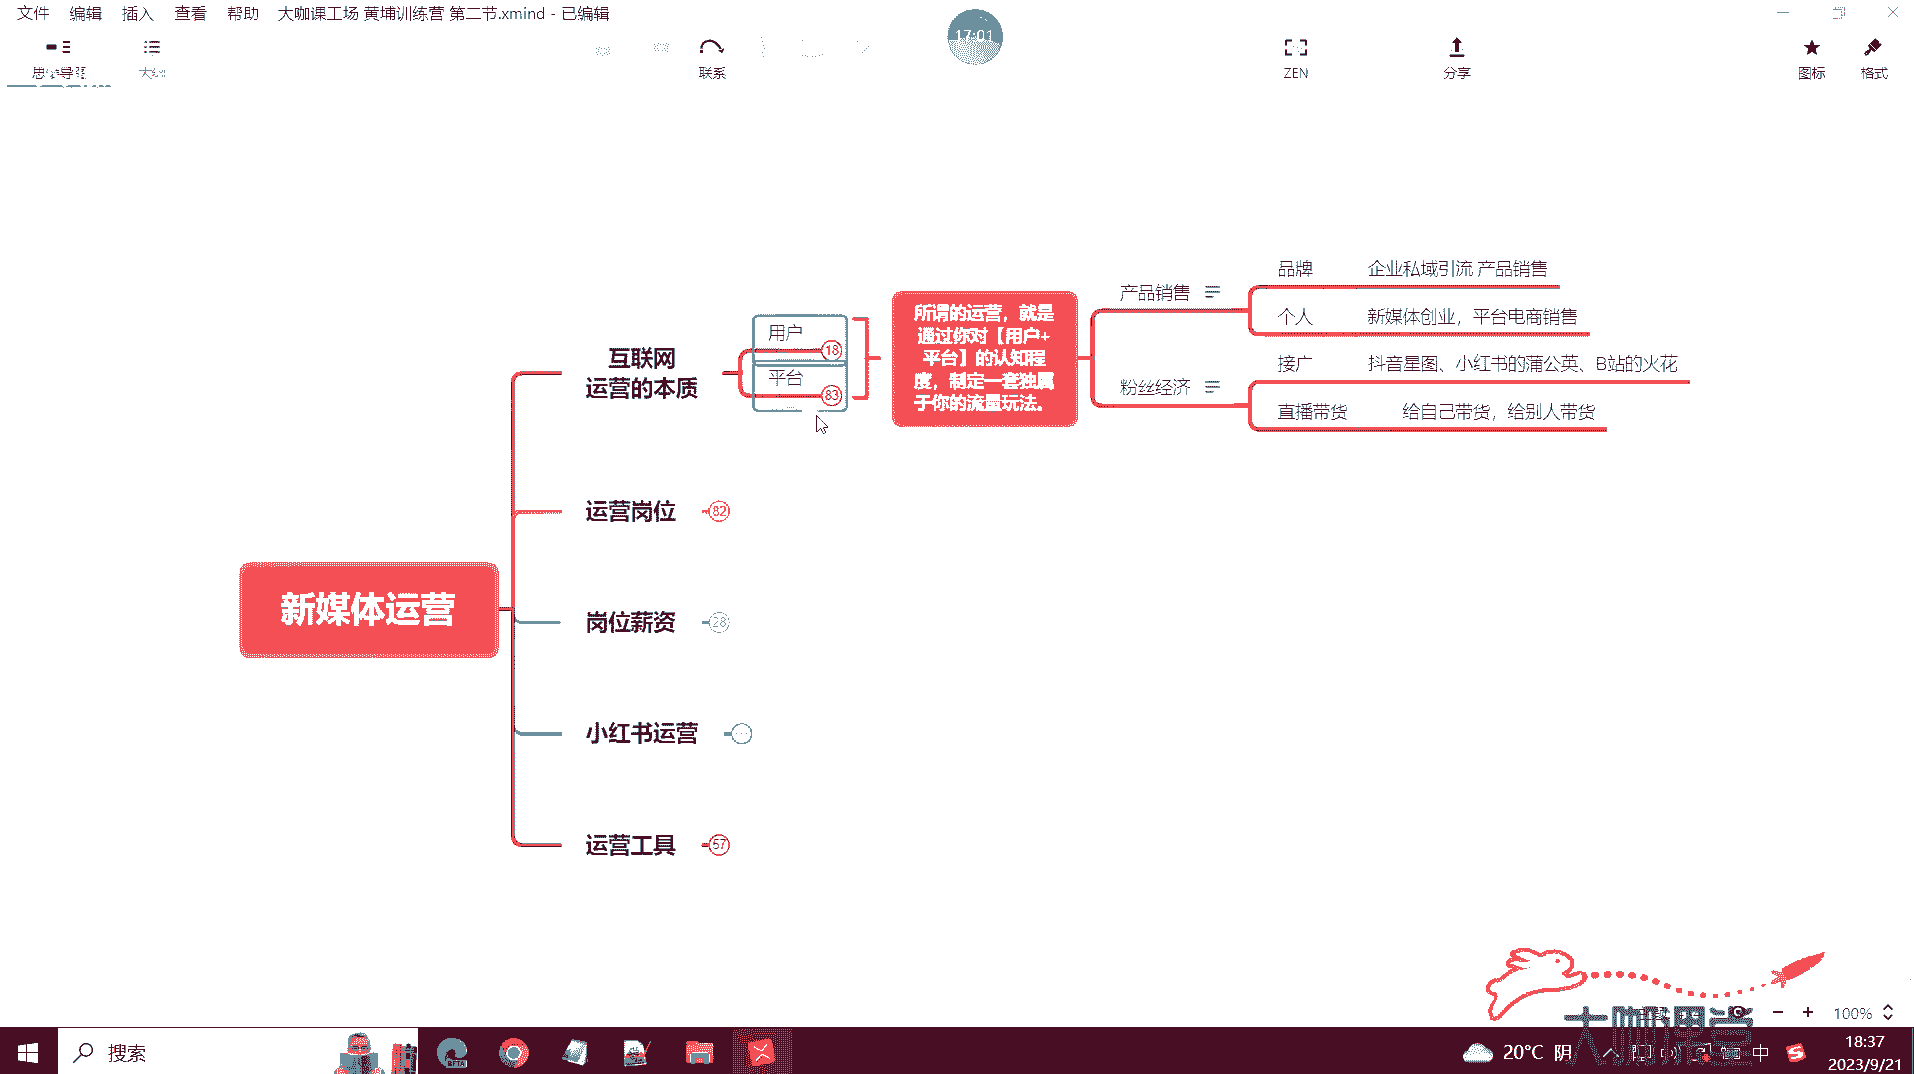 文件 编辑 插入 查看 帮助 大咖课工场 黄埔训练营 第二节.xmind - 已编辑
17:01
联系
ZEN
分享
图标
格式
品牌 企业私域引流 产品销售
产品销售
个人 新媒体创业，平台电商销售
所谓的运营，就是
通过你对【用户+
平台】的认知程
度，制定一套独属
于你的流量玩法。
用户
18
平台
83
互联网
运营的本质
接广 抖音星图、小红书的蒲公英、B站的火花
粉丝经济
直播带货 给自己带货，给别人带货
运营岗位
82
新媒体运营
岗位薪资
28
小红书运营
运营工具
57
大咖课堂
100%
搜索
20°C 阴
中
18:37
2023/9/21